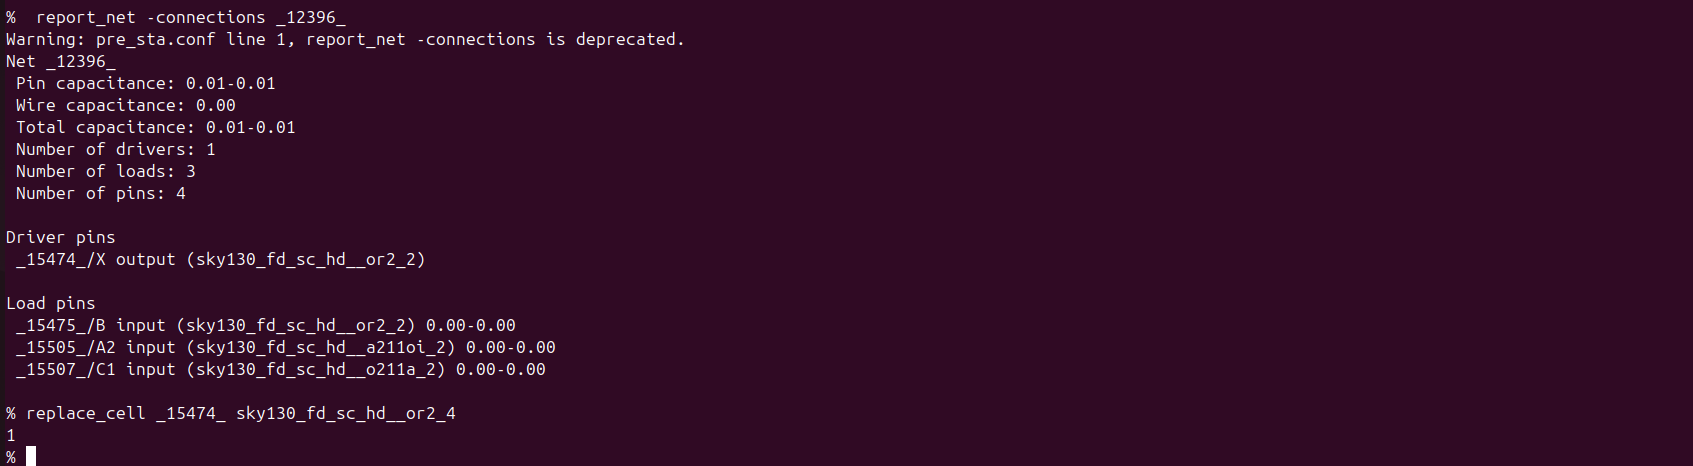 %  report_net -connections _12396_
Warning: pre_sta.conf line 1, report_net -connections is deprecated.
Net _12396_
 Pin capacitance: 0.01-0.01
 Wire capacitance: 0.00
 Total capacitance: 0.01-0.01
 Number of drivers: 1
 Number of loads: 3
 Number of pins: 4

Driver pins
 _15474_/X output (sky130_fd_sc_hd__or2_2)

Load pins
 _15475_/B input (sky130_fd_sc_hd__or2_2) 0.00-0.00
 _15505_/A2 input (sky130_fd_sc_hd__a211oi_2) 0.00-0.00
 _15507_/C1 input (sky130_fd_sc_hd__o211a_2) 0.00-0.00

% replace_cell _15474_ sky130_fd_sc_hd__or2_4
1
%